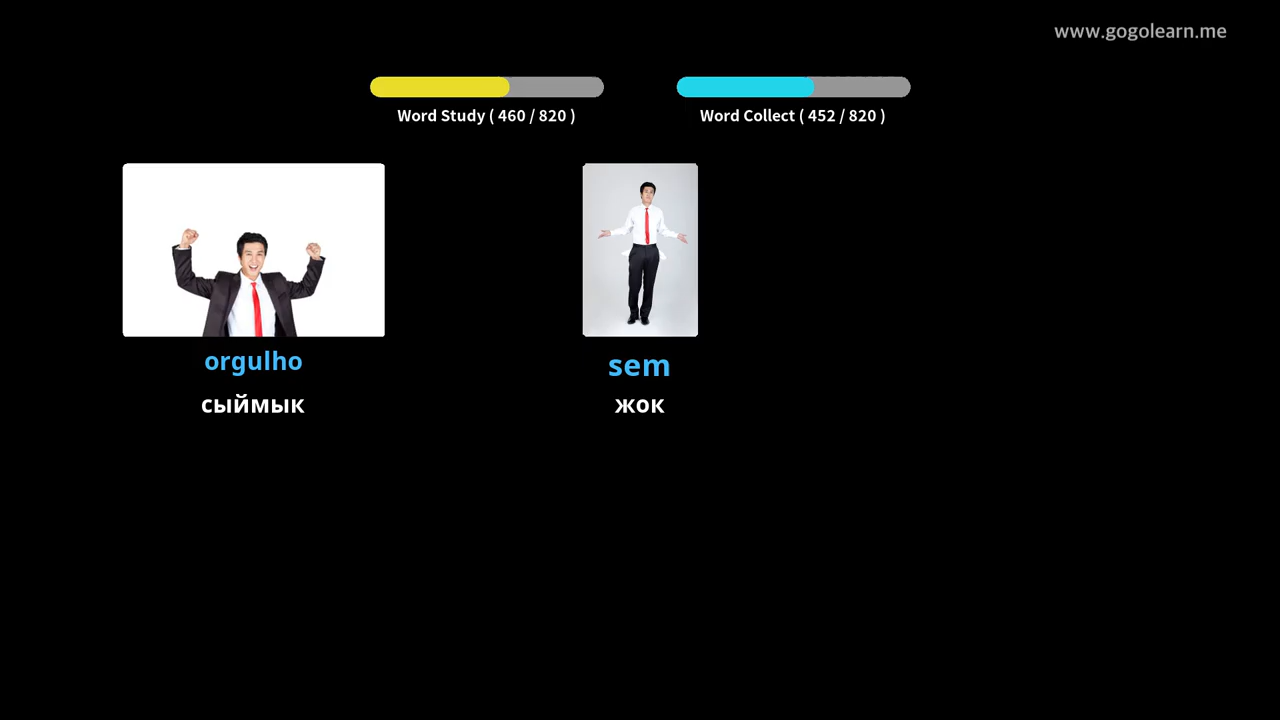 www.gogolearn.me
Word Study ( 460 / 820 )
Word Collect ( 452 / 820 )
orgulho
сыймык
sem
жок